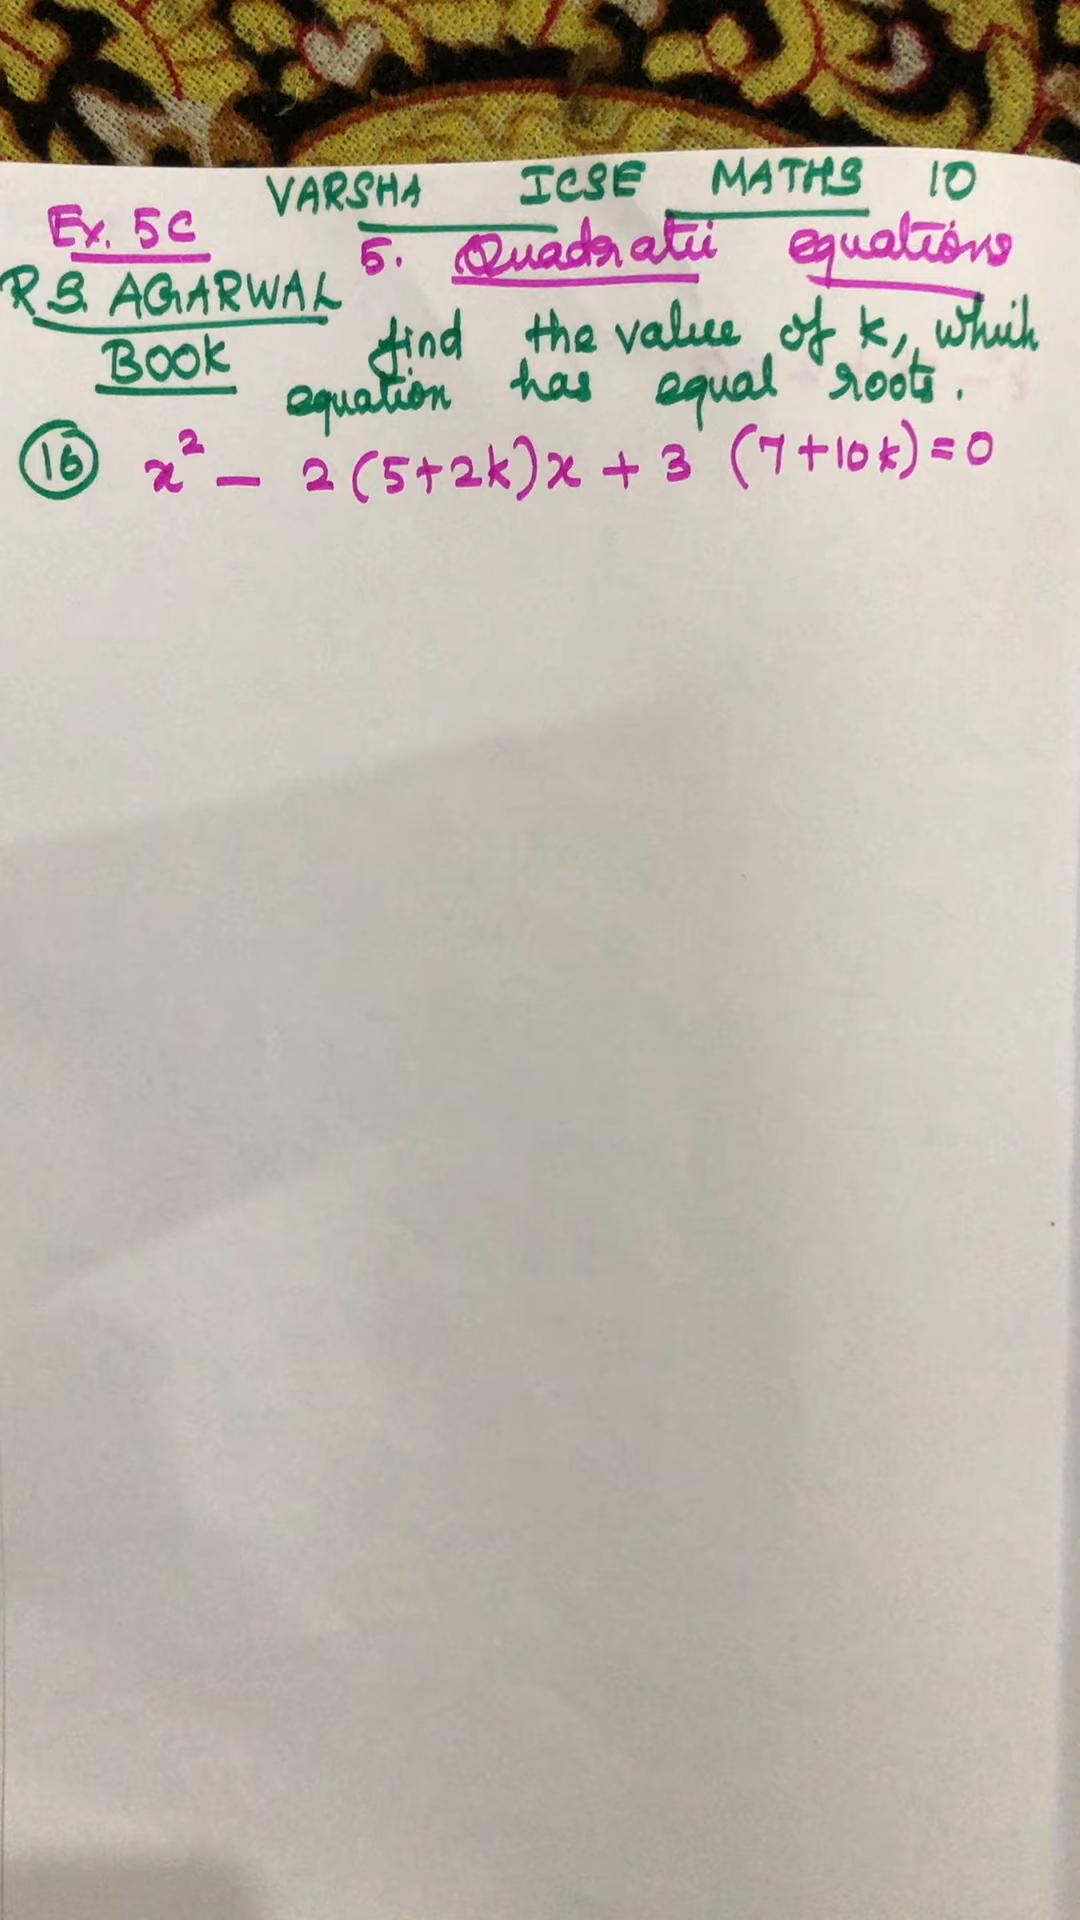 VARSHA ICSE MATHS 10
Ex. 5C
5. Quadratic equations
R S AGARWAL
BOOK
find the value of k, which
equation has equal roots.
16 x² - 2(5+2k)x + 3 (7+10k)=0